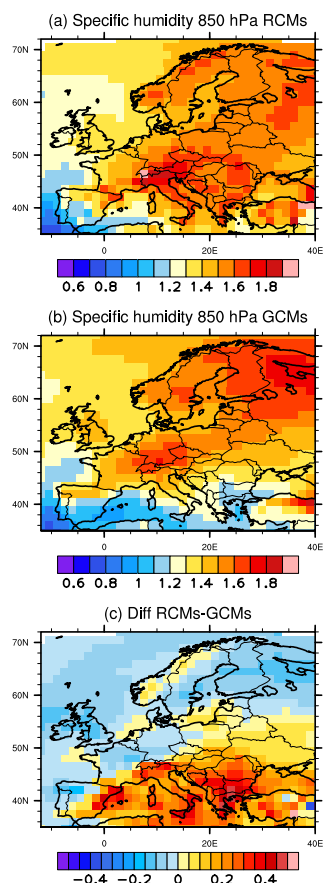 (a) Specific humidity 850 hPa RCMs
70N
60N
50N
40N
0 20E 40E
0.6 0.8 1 1.2 1.4 1.6 1.8
(b) Specific humidity 850 hPa GCMs
70N
60N
50N
40N
0 20E 40E
0.6 0.8 1 1.2 1.4 1.6 1.8
(c) Diff RCMs-GCMs
70N
60N
50N
40N
0 20E 40E
-0.4 -0.2 0 0.2 0.4